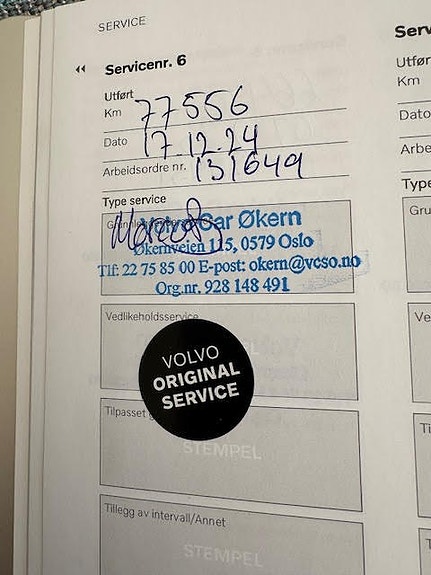 SERVICE
Servicenr. 6
Utført
Km 77556
Dato 17.12.24
Arbeidsordre nr. 131649
Type service
Volvo Car Økern
Økernveien 115, 0579 Oslo
Tlf: 22 75 85 00 E-post: okern@vcso.no
Org.nr. 928 148 491
Vedlikeholdsservice
VOLVO
ORIGINAL
SERVICE
Tilpasset
STEMPEL
Tillegg av intervall/Annet
STEMPEL
Serv
Utfør
Km
Dato
Arbe
Type
Gru
Ve
Ti
T